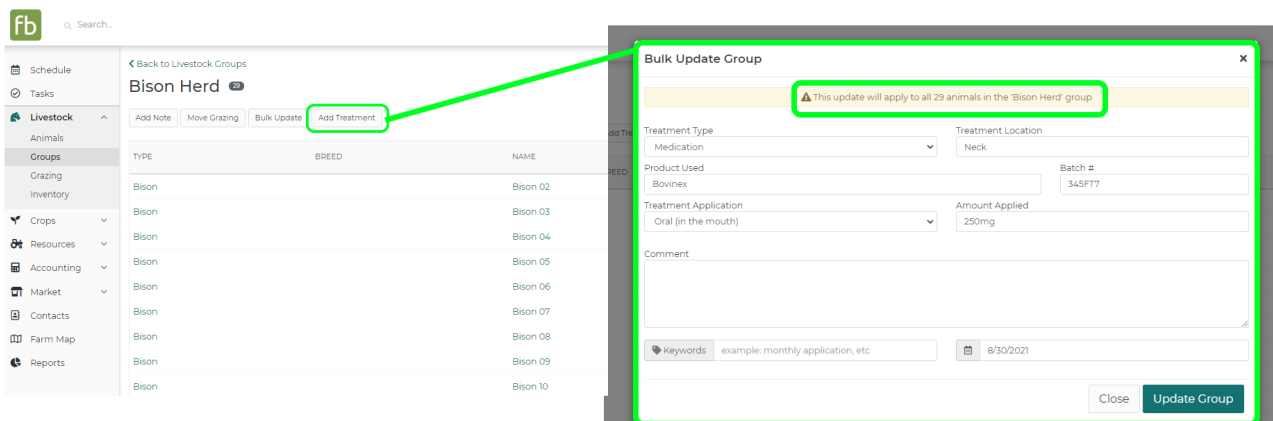 fb
Search...
Schedule
Tasks
Livestock
Animals
Groups
Grazing
Inventory
Crops
Resources
Accounting
Market
Contacts
Farm Map
Reports
Back to Livestock Groups
Bison Herd 29
Add Note Move Grazing Bulk Update Add Treatment
TYPE BREED NAME
Bison Bison 02
Bison Bison 03
Bison Bison 04
Bison Bison 05
Bison Bison 06
Bison Bison 07
Bison Bison 08
Bison Bison 09
Bison Bison 10
dd Tre
REED
Bulk Update Group ×
This update will apply to all 29 animals in the 'Bison Herd' group
Treatment Type Treatment Location
Medication Neck
Product Used Batch #
Bovinex 345FT7
Treatment Application Amount Applied
Oral (in the mouth) 250mg
Comment
Keywords example: monthly application, etc 8/30/2021
Close Update Group